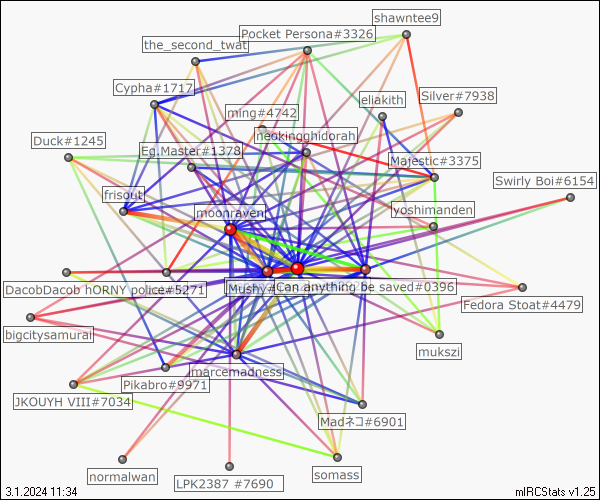 shawntee9
Pocket Persona#3326
the_second_twat
Cypha#1717
eliakith
Silver#7938
ming#4742
neokingghidorah
Duck#1245
Eg.Master#1378
Majestic#3375
Swirly Boi#6154
frisout
moonraven
yoshimanden
DacobDacob hORNY police#5271
Mushy
Can anything be saved#0396
Fedora Stoat#4479
bigcitysamurai
mukszi
marcemadness
Pikabro#9971
JKOUYH VIII#7034
Madネコ#6901
normalwan
LPK2387 #7690
somass
3.1.2024 11:34
mIRCStats v1.25